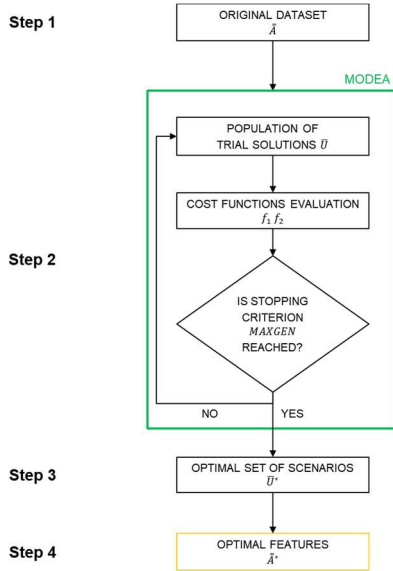 Step 1
ORIGINAL DATASET
Ā
MODEA
POPULATION OF
TRIAL SOLUTIONS Ū
COST FUNCTIONS EVALUATION
f₁ f₂
Step 2
IS STOPPING
CRITERION
MAXGEN
REACHED?
NO
YES
Step 3
OPTIMAL SET OF SCENARIOS
Ū*
Step 4
OPTIMAL FEATURES
Ā*